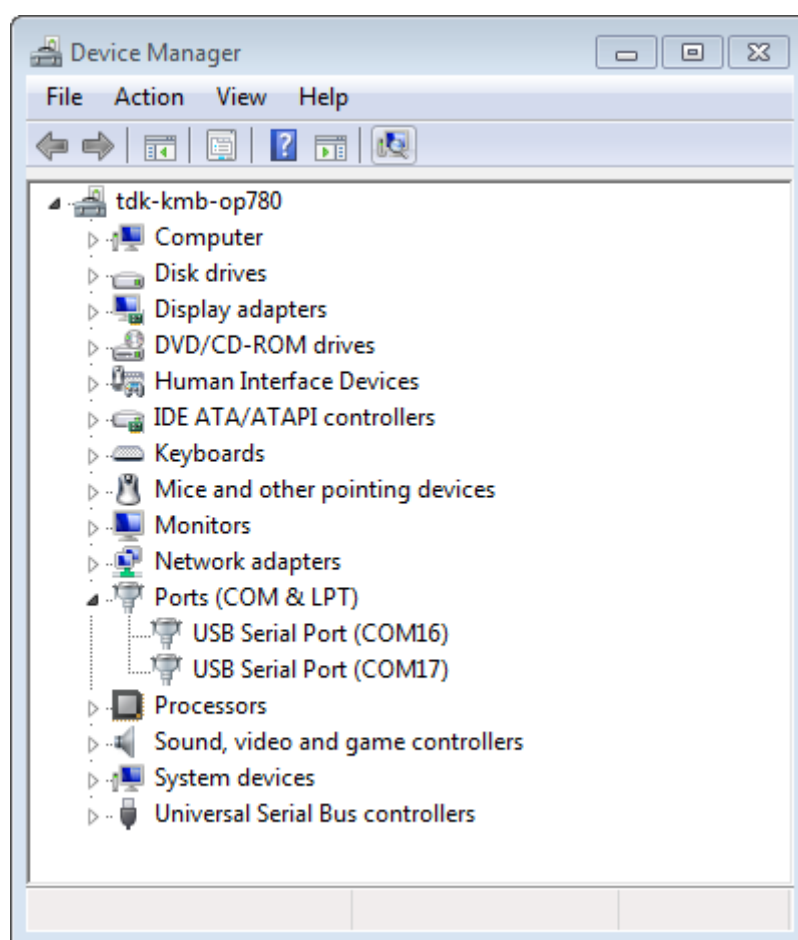 Device Manager
File Action View Help
tdk-kmb-op780
Computer
Disk drives
Display adapters
DVD/CD-ROM drives
Human Interface Devices
IDE ATA/ATAPI controllers
Keyboards
Mice and other pointing devices
Monitors
Network adapters
Ports (COM & LPT)
USB Serial Port (COM16)
USB Serial Port (COM17)
Processors
Sound, video and game controllers
System devices
Universal Serial Bus controllers